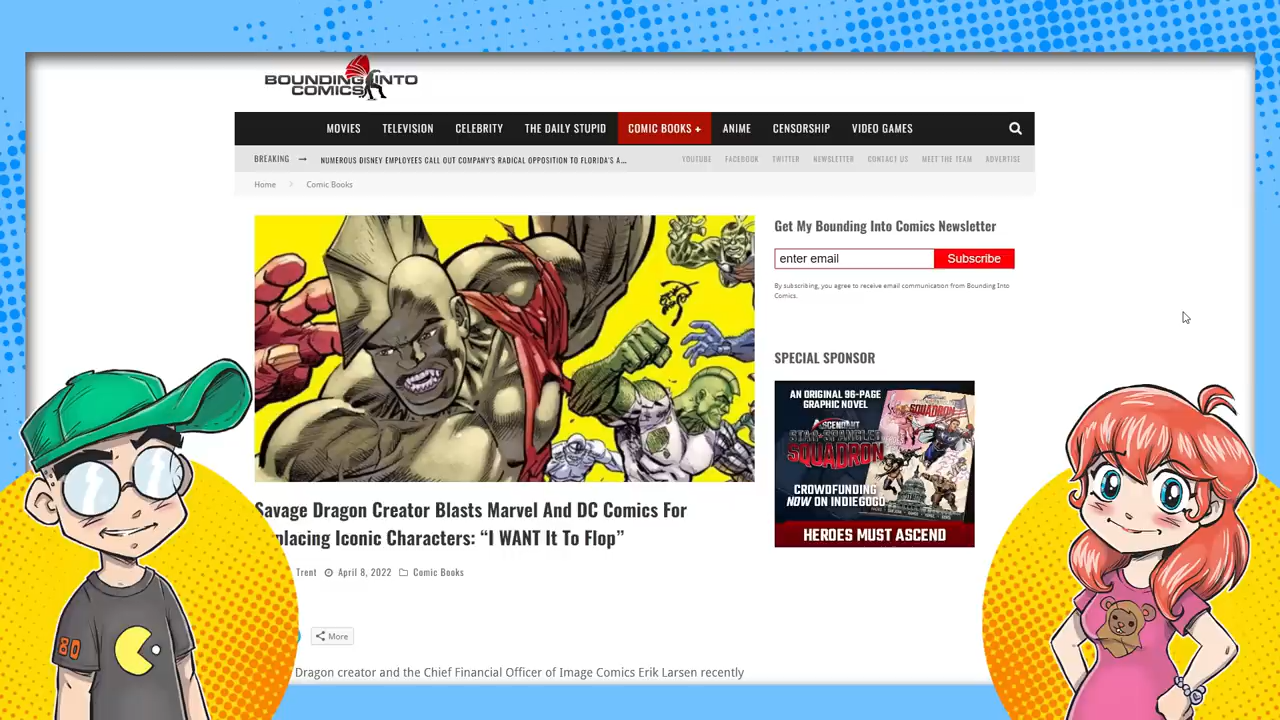 BOUNDING INTO
COMICS
MOVIES TELEVISION CELEBRITY THE DAILY STUPID COMIC BOOKS + ANIME CENSORSHIP VIDEO GAMES
BREAKING → NUMEROUS DISNEY EMPLOYEES CALL OUT COMPANY'S RADICAL OPPOSITION TO FLORIDA'S A... YOUTUBE FACEBOOK TWITTER NEWSLETTER CONTACT US MEET THE TEAM ADVERTISE
Home > Comic Books
Get My Bounding Into Comics Newsletter
enter email Subscribe
By subscribing, you agree to receive email communication from Bounding Into
Comics.
SPECIAL SPONSOR
AN ORIGINAL 96-PAGE
GRAPHIC NOVEL
ASCENDANT
STAR-SPANGLED
SQUADRON
SQUADRON
CROWDFUNDING
NOW ON INDIEGOGO
HEROES MUST ASCEND
Savage Dragon Creator Blasts Marvel And DC Comics For
placing Iconic Characters: “I WANT It To Flop”
Trent April 8, 2022 Comic Books
More
Dragon creator and the Chief Financial Officer of Image Comics Erik Larsen recently
80